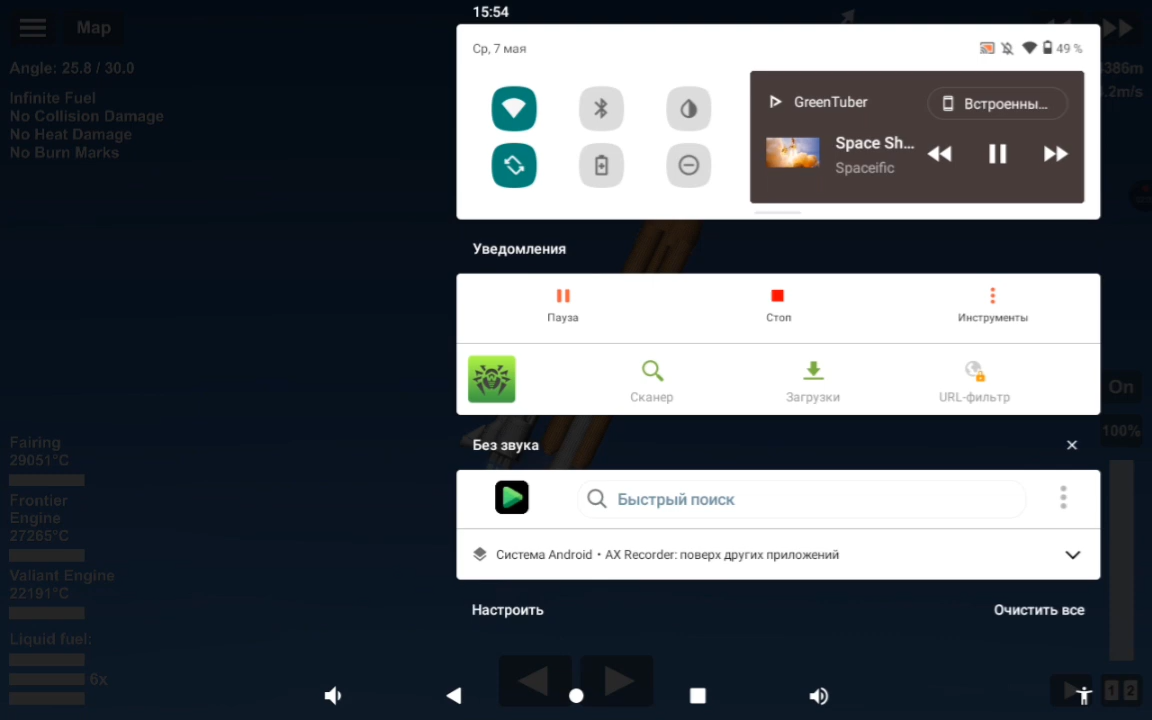 15:54
Map
Ср, 7 мая
49 %
Angle: 25.8 / 30.0
386m
.2m/s
Infinite Fuel
No Collision Damage
No Heat Damage
No Burn Marks
GreenTuber
Встроенны...
Space Sh...
Spaceific
Уведомления
Пауза
Стоп
Инструменты
Сканер
Загрузки
URL-фильтр
On
100%
Без звука
Fairing
29051°C
Frontier
Engine
27265°C
Быстрый поиск
Система Android • AX Recorder: поверх других приложений
Valiant Engine
22191°C
Настроить
Очистить все
Liquid fuel:
6x
1 2